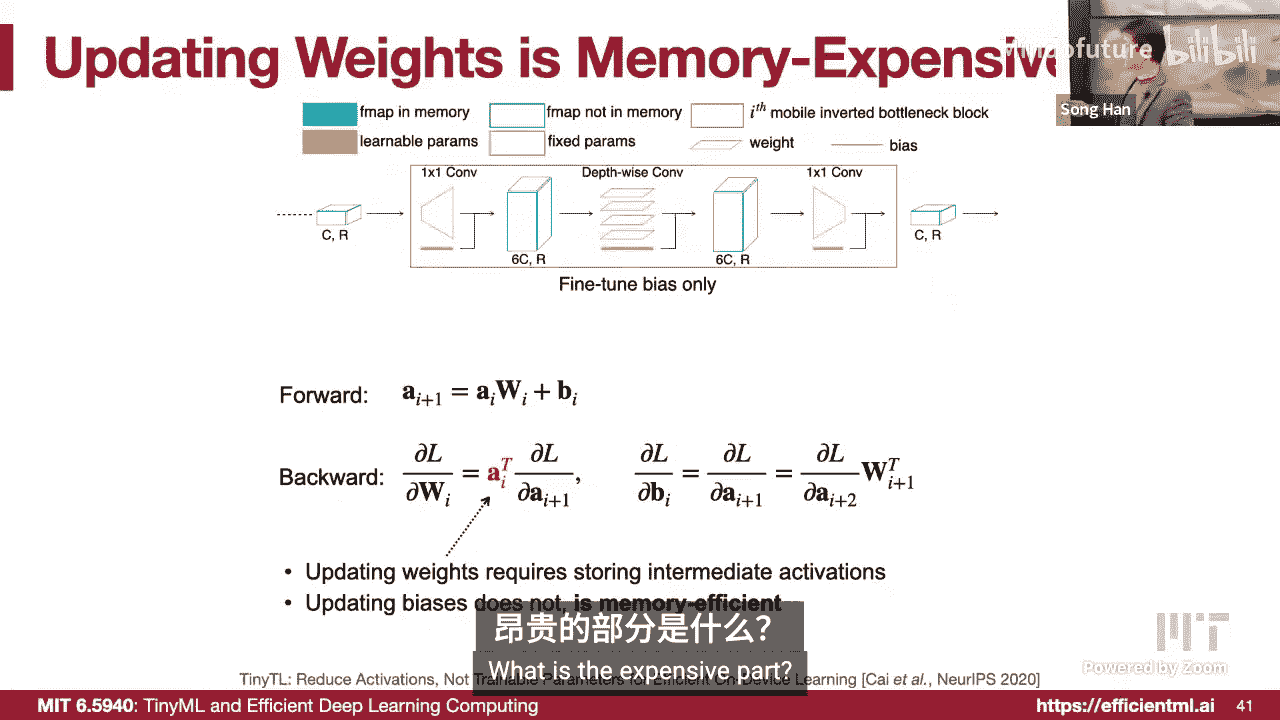 Updating Weights is Memory-Expensive
Mingofuture bilibili
Song Han
fmap in memory
fmap not in memory
iᵗʰ mobile inverted bottleneck block
learnable params
fixed params
weight
bias
1x1 Conv
Depth-wise Conv
1x1 Conv
C, R
6C, R
6C, R
C, R
Fine-tune bias only
Forward: a_{i+1} = a_i W_i + b_i
Backward: ∂L/∂W_i = a_i^T ∂L/∂a_{i+1}, ∂L/∂b_i = ∂L/∂a_{i+1} = ∂L/∂a_{i+2} W_{i+1}^T
• Updating weights requires storing intermediate activations
• Updating biases does not, is memory-efficient
昂贵的部分是什么？
What is the expensive part?
MIT
Powered by Zoom
TinyTL: Reduce Activations, Not Trainable Parameters for Efficient On-Device Learning [Cai et al., NeurIPS 2020]
MIT 6.5940: TinyML and Efficient Deep Learning Computing
https://efficientml.ai
41